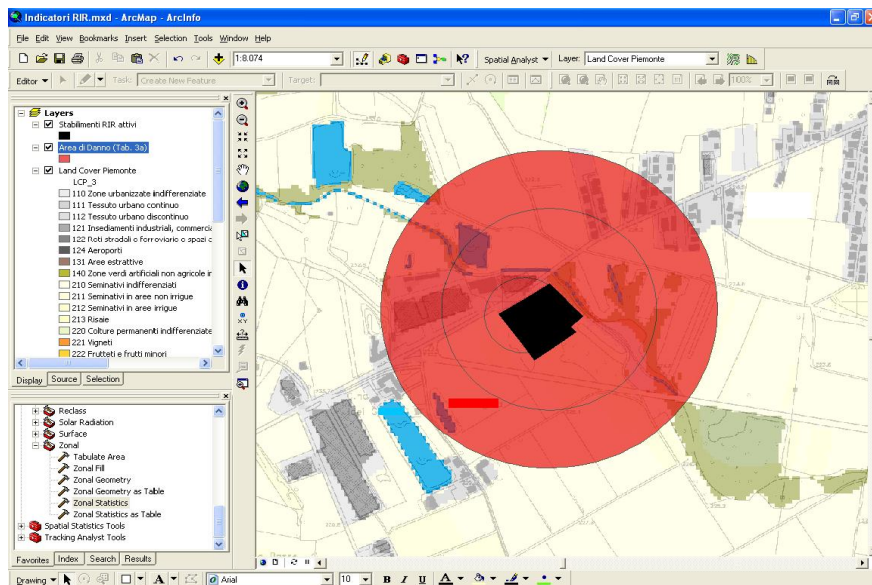 Indicatori RIR.mxd - ArcMap - ArcInfo
File Edit View Bookmarks Insert Selection Tools Window Help
1:8.074
Spatial Analyst
Layer: Land Cover Piemonte
Editor
Task: Create New Feature
Target:
100%
Layers
Stabilimenti RIR attivi
Area di Danno (Tab. 3a)
Land Cover Piemonte
LCP_3
110 Zone urbanizzate indifferenziate
111 Tessuto urbano continuo
112 Tessuto urbano discontinuo
121 Insediamenti industriali, commercia
122 Reti stradali e ferroviarie e spazi c
124 Aeroporti
131 Aree estrattive
140 Zone verdi artificiali non agricole ir
210 Seminativi indifferenziati
211 Seminativi in aree non irrigue
212 Seminativi in aree irrigue
213 Risaie
220 Colture permanenti indifferenziate
221 Vigneti
222 Frutteti e frutti minori
Display Source Selection
Reclass
Solar Radiation
Surface
Zonal
Tabulate Area
Zonal Fill
Zonal Geometry
Zonal Geometry as Table
Zonal Statistics
Zonal Statistics as Table
Spatial Statistics Tools
Tracking Analyst Tools
Favorites Index Search Results
Drawing
A
Arial
10
B I U A